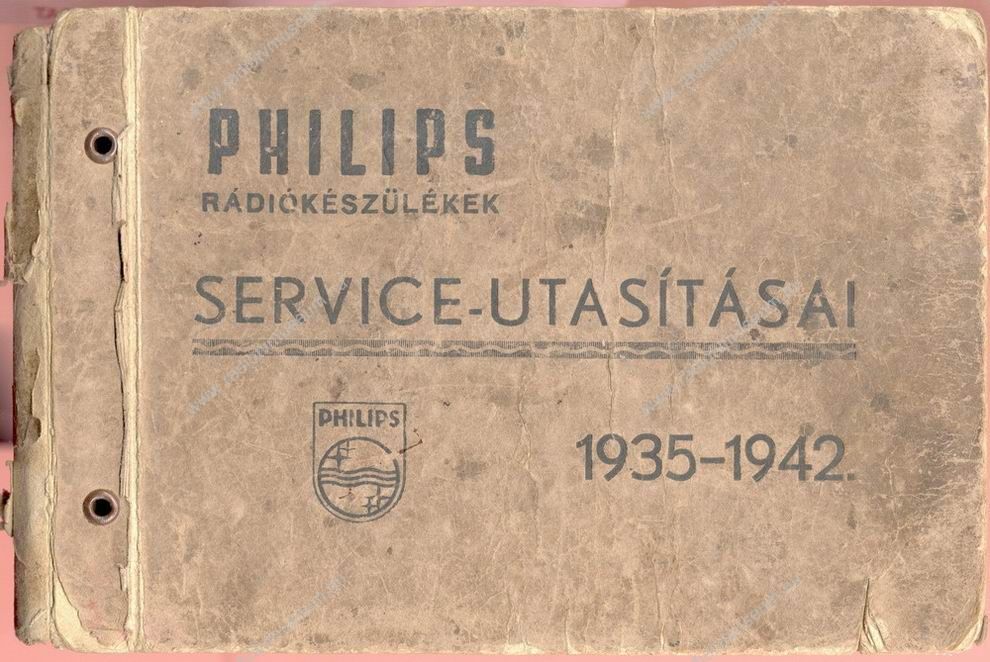 PHILIPS
RÁDIÓKÉSZÜLÉKEK
SERVICE-UTASÍTÁSAI
PHILIPS
1935-1942.